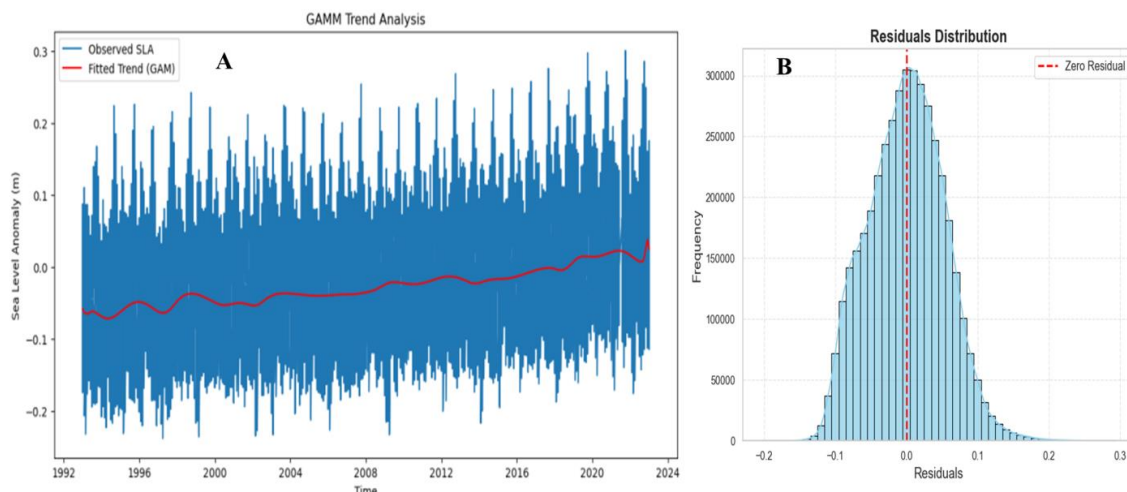 GAMM Trend Analysis
Observed SLA
Fitted Trend (GAM)
A
Sea Level Anomaly (m)
0.3
0.2
0.1
0.0
−0.1
−0.2
1992 1996 2000 2004 2008 2012 2016 2020 2024
Time
Residuals Distribution
B
Zero Residual
Frequency
300000
250000
200000
150000
100000
50000
0
−0.2 −0.1 0.0 0.1 0.2 0.3
Residuals